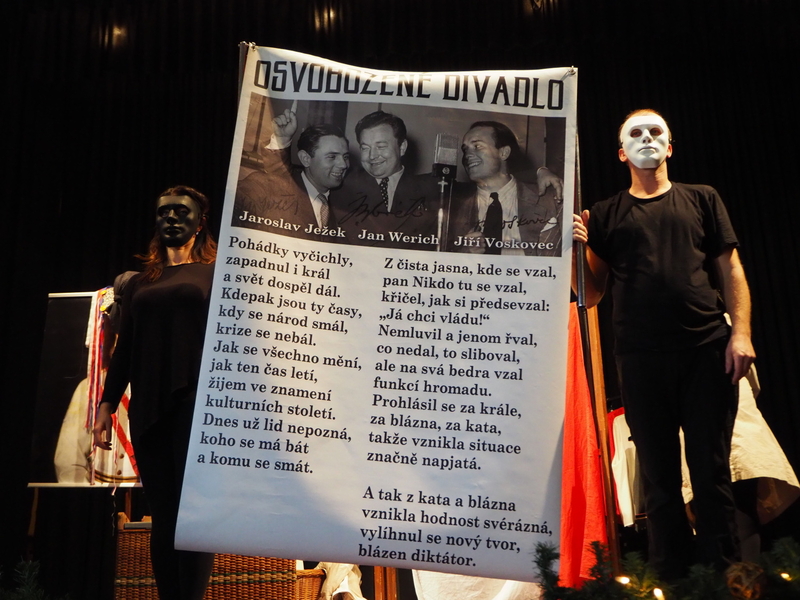 OSVOBOZENÉ DIVADLO
Jaroslav Ježek Jan Werich Jiří Voskovec
Pohádky vyčichly,
zapadnul i král
a svět dospěl dál.
Kdepak jsou ty časy,
kdy se národ smál,
krize se nebál.
Jak se všechno mění,
jak ten čas letí,
žijem ve znamení
kulturních století.
Dnes už lid nepozná,
koho se má bát
a komu se smát.
Z čista jasna, kde se vzal,
pan Nikdo tu se vzal,
křičel, jak si předsevzal:
„Já chci vládu!“
Nemluvil a jenom řval,
co nedal, to sliboval,
ale na svá bedra vzal
funkcí hromadu.
Prohlásil se za krále,
za blázna, za kata,
takže vznikla situace
značně napjatá.
A tak z kata a blázna
vznikla hodnost svérázná,
vylíhnul se nový tvor,
blázen diktátor.